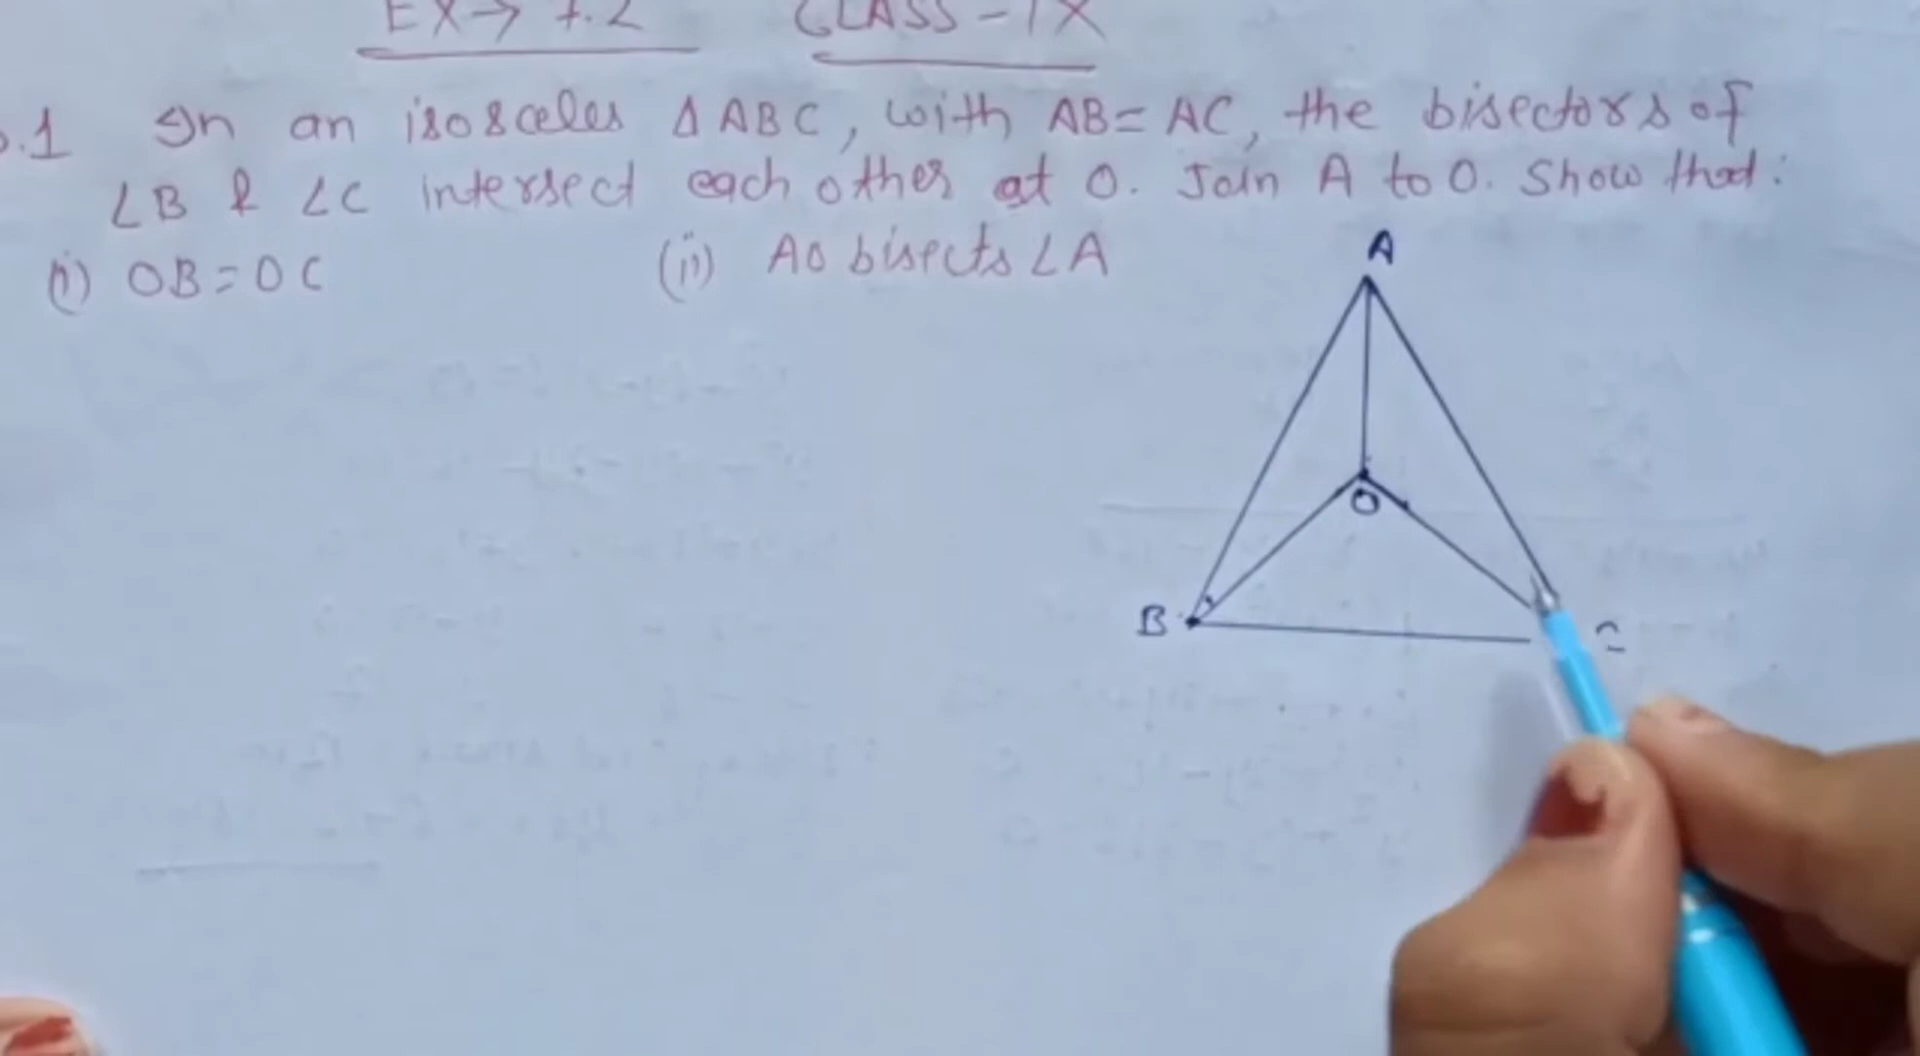 EX→ 7.2 CLASS-IX
Q.1 In an isosceles Δ ABC, with AB = AC, the bisectors of
∠B & ∠C intersect each other at O. Join A to O. Show that:
(i) OB = OC (ii) AO bisects ∠A
A
O
B C